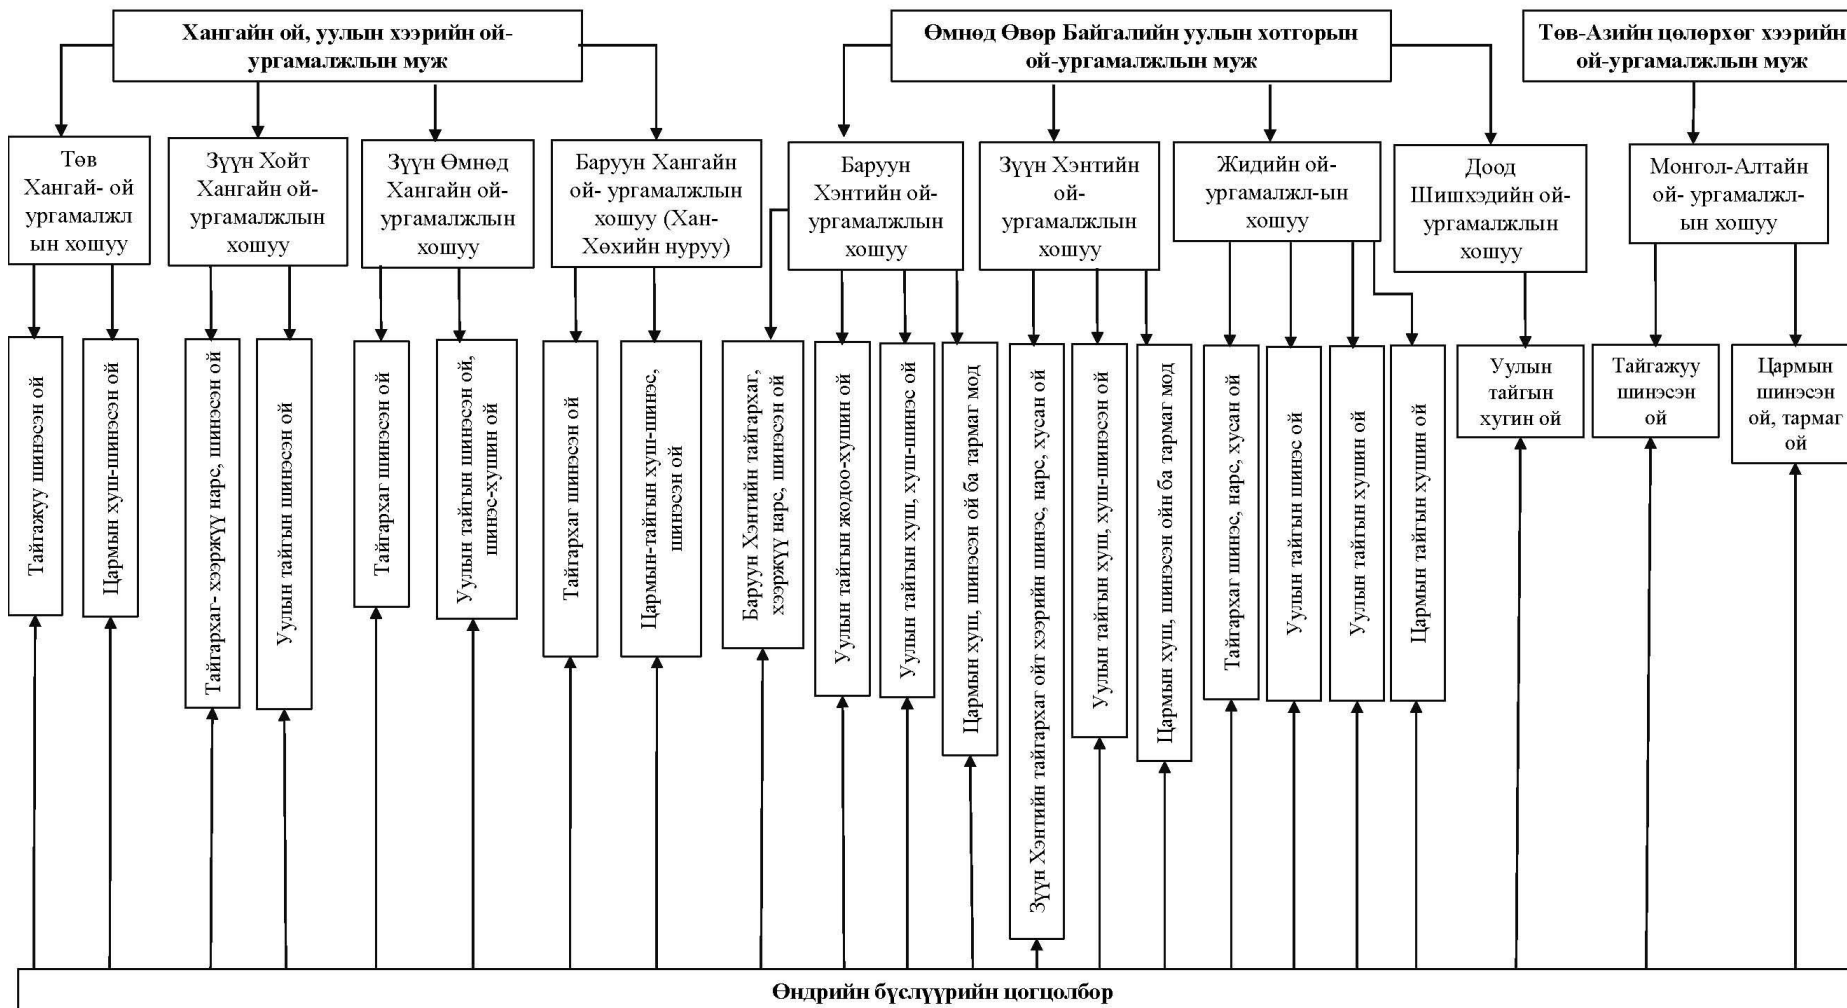 Хангайн ой, уулын хээрийн ой-
ургамалжлын муж
Өмнөд Өвөр Байгалийн уулын хотгорын
ой-ургамалжлын муж
Төв-Азийн цөлөрхөг хээрийн
ой-ургамалжлын муж
Төв
Хангай- ой
ургамалжл
ын хошуу
Зүүн Хойт
Хангайн ой-
ургамалжлын
хошуу
Зүүн Өмнөд
Хангайн ой-
ургамалжлын
хошуу
Баруун Хангайн
ой- ургамалжлын
хошуу (Хан-
Хөхийн нуруу)
Баруун
Хэнтийн ой-
ургамалжлын
хошуу
Зүүн Хэнтийн
ой-
ургамалжлын
хошуу
Жидийн ой-
ургамалжл-ын
хошуу
Доод
Шишхэдийн ой-
ургамалжлын
хошуу
Монгол-Алтайн
ой- ургамалжл-
ын хошуу
Тайгажуу шинэсэн ой
Цармын хуш-шинэсэн ой
Тайгархаг- хээржүү нарс, шинэсэн ой
Уулын тайгын шинэсэн ой
Тайгархаг шинэсэн ой
Уулын тайгын шинэсэн ой,
шинэс-хушин ой
Тайгархаг шинэсэн ой
Цармын-тайгын хуш-шинэс,
шинэсэн ой
Баруун Хэнтийн тайгархаг,
хээржүү нарс, шинэсэн ой
Уулын тайгын жодоо-хушин ой
Уулын тайгын хуш, хуш-шинэс ой
Цармын хуш, шинэсэн ой ба тармаг мод
Зүүн Хэнтийн тайгархаг ойт хээрийн шинэс, нарс, хусан ой
Уулын тайгын хуш, хуш-шинэсэн ой
Цармын хуш, шинэсэн ойн ба тармаг мод
Тайгархаг шинэс, нарс, хусан ой
Уулын тайгын шинэс ой
Уулын тайгын хушин ой
Цармын тайгын хушин ой
Уулын
тайгын
хугин ой
Тайгажуу
шинэсэн
ой
Цармын
шинэсэн
ой, тармаг
ой
Өндрийн бүслүүрийн цогцолбор